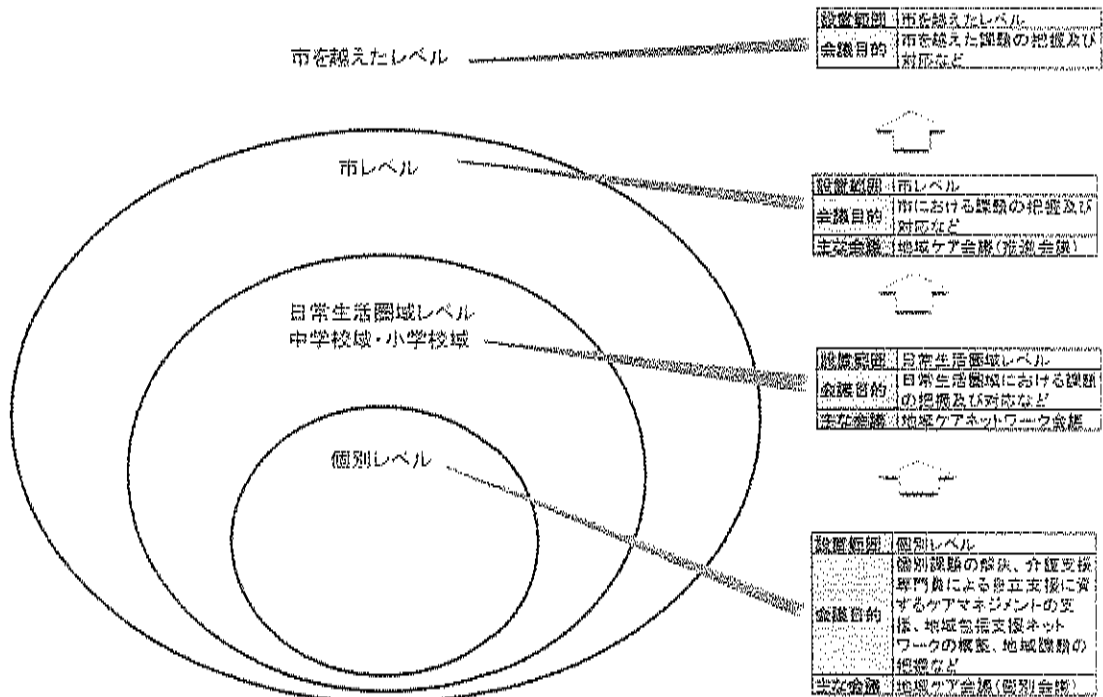 市を越えたレベル
設置範囲 市を越えたレベル
会議目的 市を越えた課題の把握及び
対応など
市レベル
設置範囲 市レベル
会議目的 市における課題の把握及び
対応など
主な会議 地域ケア会議(推進会議)
日常生活圏域レベル
中学校域・小学校域
設置範囲 日常生活圏域レベル
会議目的 日常生活圏域における課題
の把握及び対応など
主な会議 地域ケアネットワーク会議
個別レベル
設置範囲 個別レベル
会議目的 個別課題の解決、介護支援
専門員による自立支援に資
するケアマネジメントの支
援、地域包括支援ネット
ワークの構築、地域課題の
把握など
主な会議 地域ケア会議(個別会議)